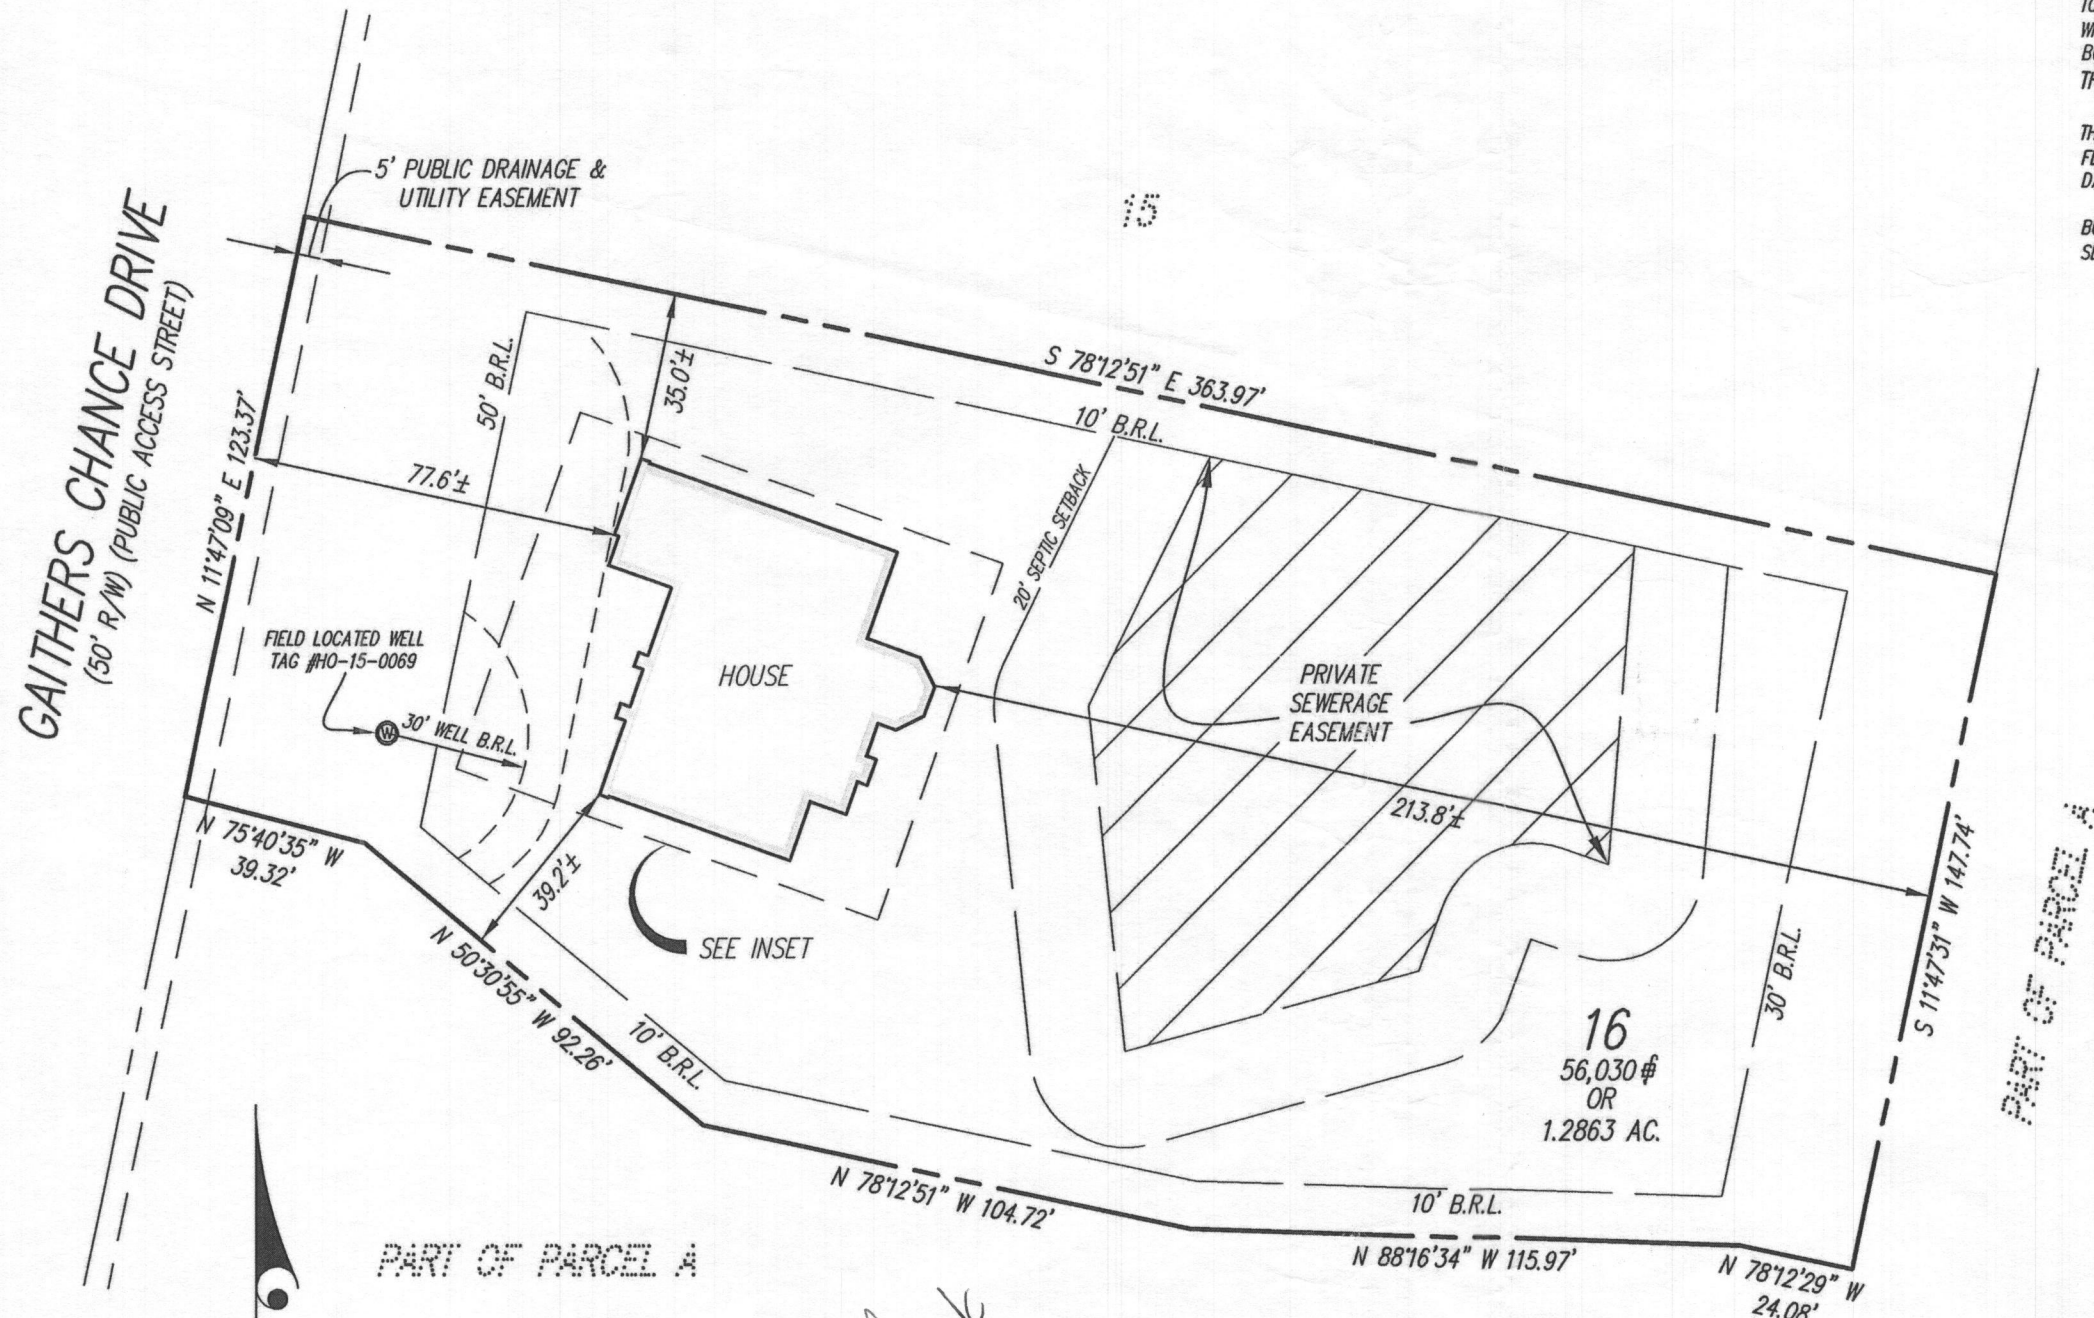 5' PUBLIC DRAINAGE &
UTILITY EASEMENT
15
GAITHERS CHANCE DRIVE
(50' R/W) (PUBLIC ACCESS STREET)
N 11°47'09" E 123.37'
50' B.R.L.
35.0'±
77.6'±
S 78°12'51" E 363.97'
10' B.R.L.
20' SEPTIC SETBACK
FIELD LOCATED WELL
TAG #HO-15-0069
W
30' WELL B.R.L.
HOUSE
PRIVATE
SEWERAGE
EASEMENT
213.8'±
N 75°40'35" W
39.32'
39.2'±
SEE INSET
N 50°30'55" W 92.26'
10' B.R.L.
30' B.R.L.
S 11°47'31" W 147.74'
PART OF PARCEL A
16
56,030 SF
OR
1.2863 AC.
N 78°12'51" W 104.72'
10' B.R.L.
N 88°16'34" W 115.97'
N 78°12'29" W
24.08'
PART OF PARCEL A